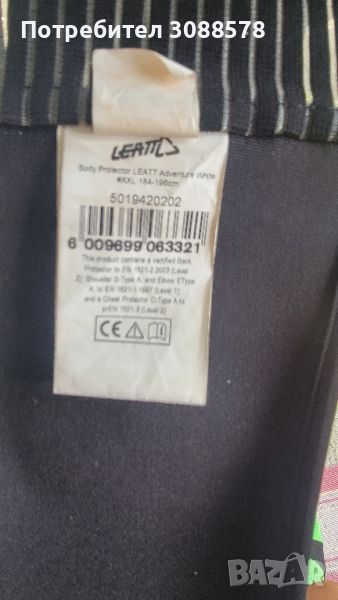 Потребител 3088578
LEATT
Body Protector LEATT Adventure White
#XXL 184-196cm
5019420202
6 009699 063321
This product contains a certified Back
Protector to EN 1621-2:2003 (Level
2), Shoulder S-Type A, and Elbow EType
A, to EN 1621-1:1997 (Level 1),
and a Chest Protector C-Type A to
prEN 1621-3 (Level 2).
CE
BAZAR